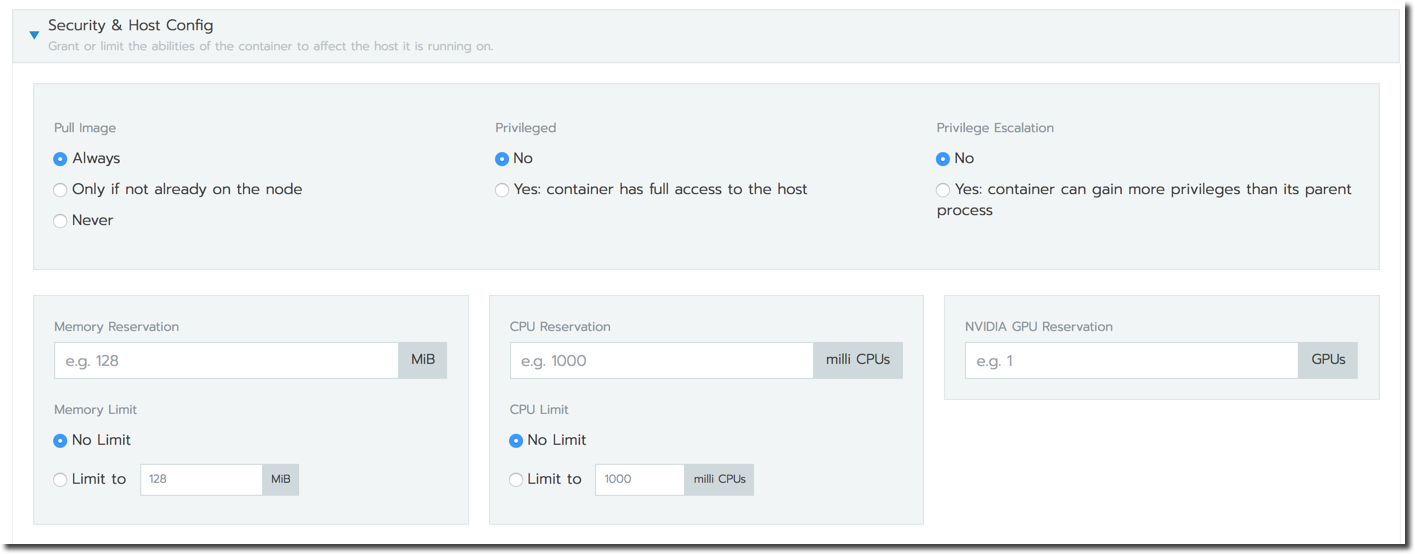 Security & Host Config
Grant or limit the abilities of the container to affect the host it is running on.
Pull Image
Always
Only if not already on the node
Never
Privileged
No
Yes: container has full access to the host
Privilege Escalation
No
Yes: container can gain more privileges than its parent
process
Memory Reservation
e.g. 128 MiB
Memory Limit
No Limit
Limit to 128 MiB
CPU Reservation
e.g. 1000 milli CPUs
CPU Limit
No Limit
Limit to 1000 milli CPUs
NVIDIA GPU Reservation
e.g. 1 GPUs